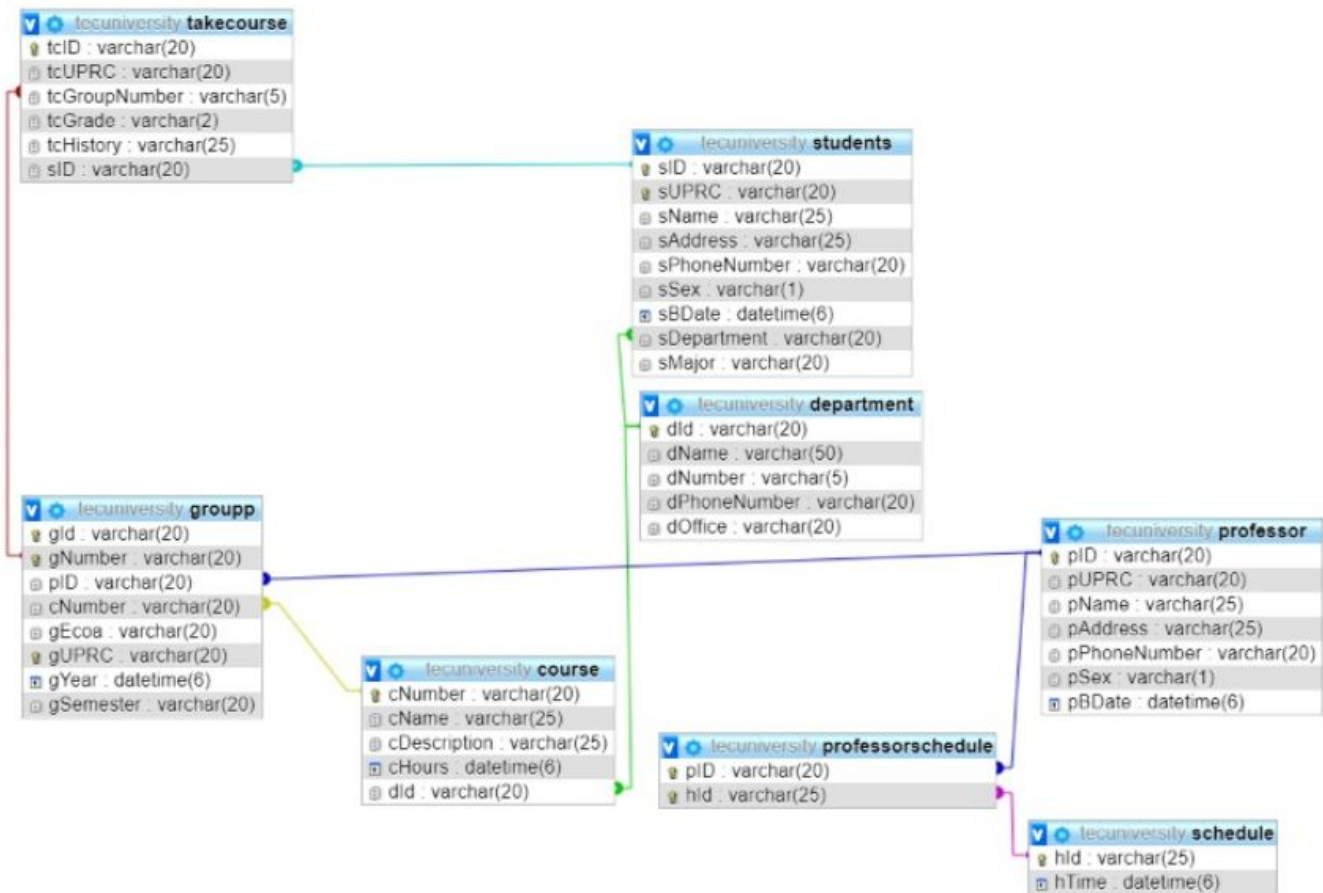 tecuniversity takecourse
tcID : varchar(20)
tcUPRC : varchar(20)
tcGroupNumber : varchar(5)
tcGrade : varchar(2)
tcHistory : varchar(25)
sID : varchar(20)
tecuniversity students
sID : varchar(20)
sUPRC : varchar(20)
sName : varchar(25)
sAddress : varchar(25)
sPhoneNumber : varchar(20)
sSex : varchar(1)
sBDate : datetime(6)
sDepartment : varchar(20)
sMajor : varchar(20)
tecuniversity department
dId : varchar(20)
dName : varchar(50)
dNumber : varchar(5)
dPhoneNumber : varchar(20)
dOffice : varchar(20)
tecuniversity groupp
gId : varchar(20)
gNumber : varchar(20)
pID : varchar(20)
cNumber : varchar(20)
gEcoa : varchar(20)
gUPRC : varchar(20)
gYear : datetime(6)
gSemester : varchar(20)
tecuniversity professor
pID : varchar(20)
pUPRC : varchar(20)
pName : varchar(25)
pAddress : varchar(25)
pPhoneNumber : varchar(20)
pSex : varchar(1)
pBDate : datetime(6)
tecuniversity course
cNumber : varchar(20)
cName : varchar(25)
cDescription : varchar(25)
cHours : datetime(6)
dId : varchar(20)
tecuniversity professorschedule
pID : varchar(20)
hId : varchar(25)
tecuniversity schedule
hId : varchar(25)
hTime : datetime(6)